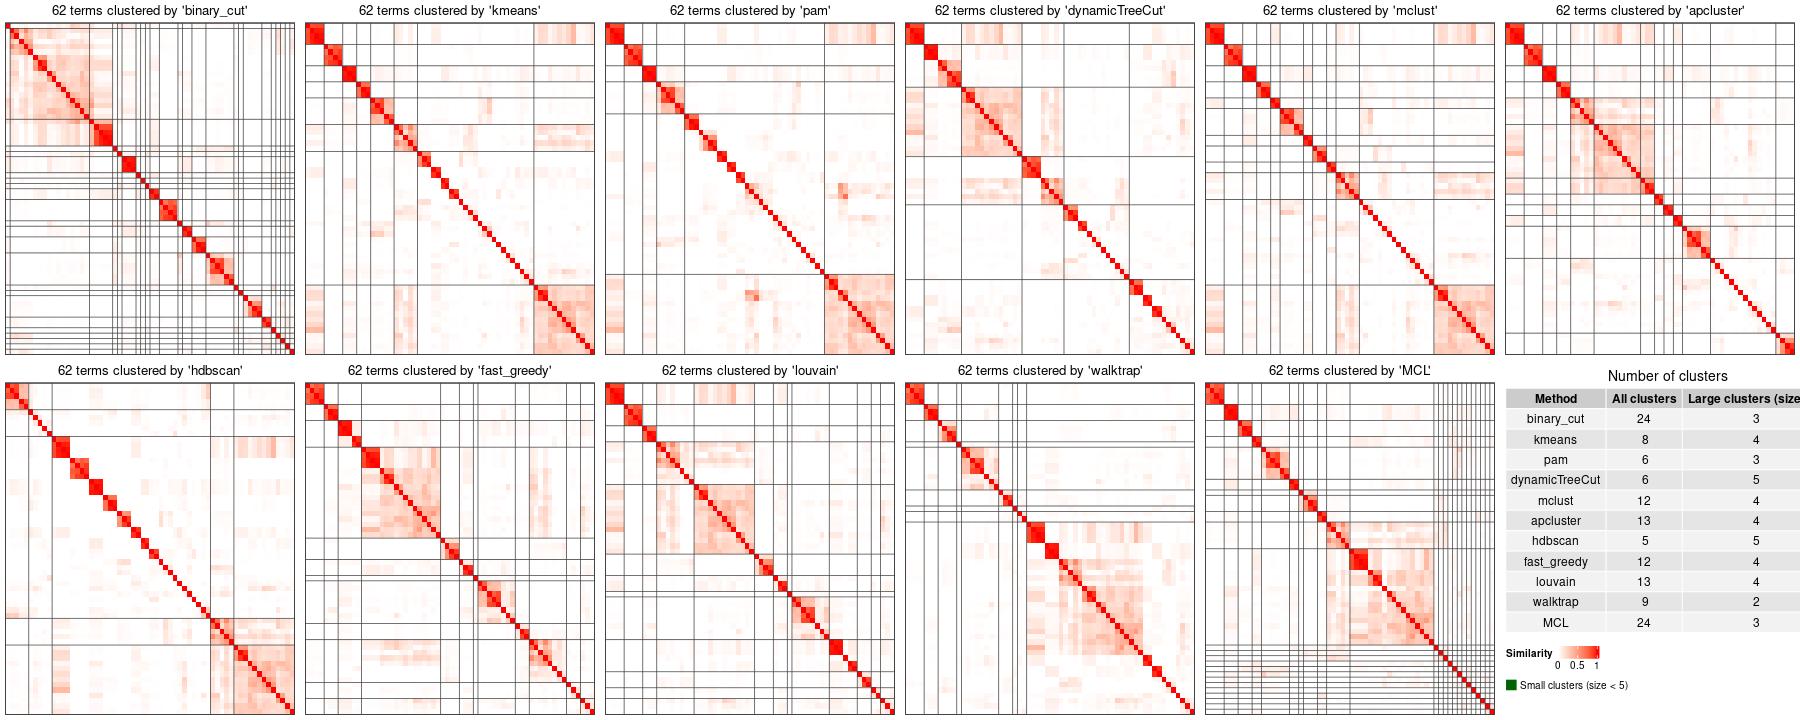 62 terms clustered by 'binary_cut'
62 terms clustered by 'kmeans'
62 terms clustered by 'pam'
62 terms clustered by 'dynamicTreeCut'
62 terms clustered by 'mclust'
62 terms clustered by 'apcluster'
62 terms clustered by 'hdbscan'
62 terms clustered by 'fast_greedy'
62 terms clustered by 'louvain'
62 terms clustered by 'walktrap'
62 terms clustered by 'MCL'
Number of clusters
Method All clusters Large clusters (size
binary_cut 24 3
kmeans 8 4
pam 6 3
dynamicTreeCut 6 5
mclust 12 4
apcluster 13 4
hdbscan 5 5
fast_greedy 12 4
louvain 13 4
walktrap 9 2
MCL 24 3
Similarity
0 0.5 1
Small clusters (size < 5)